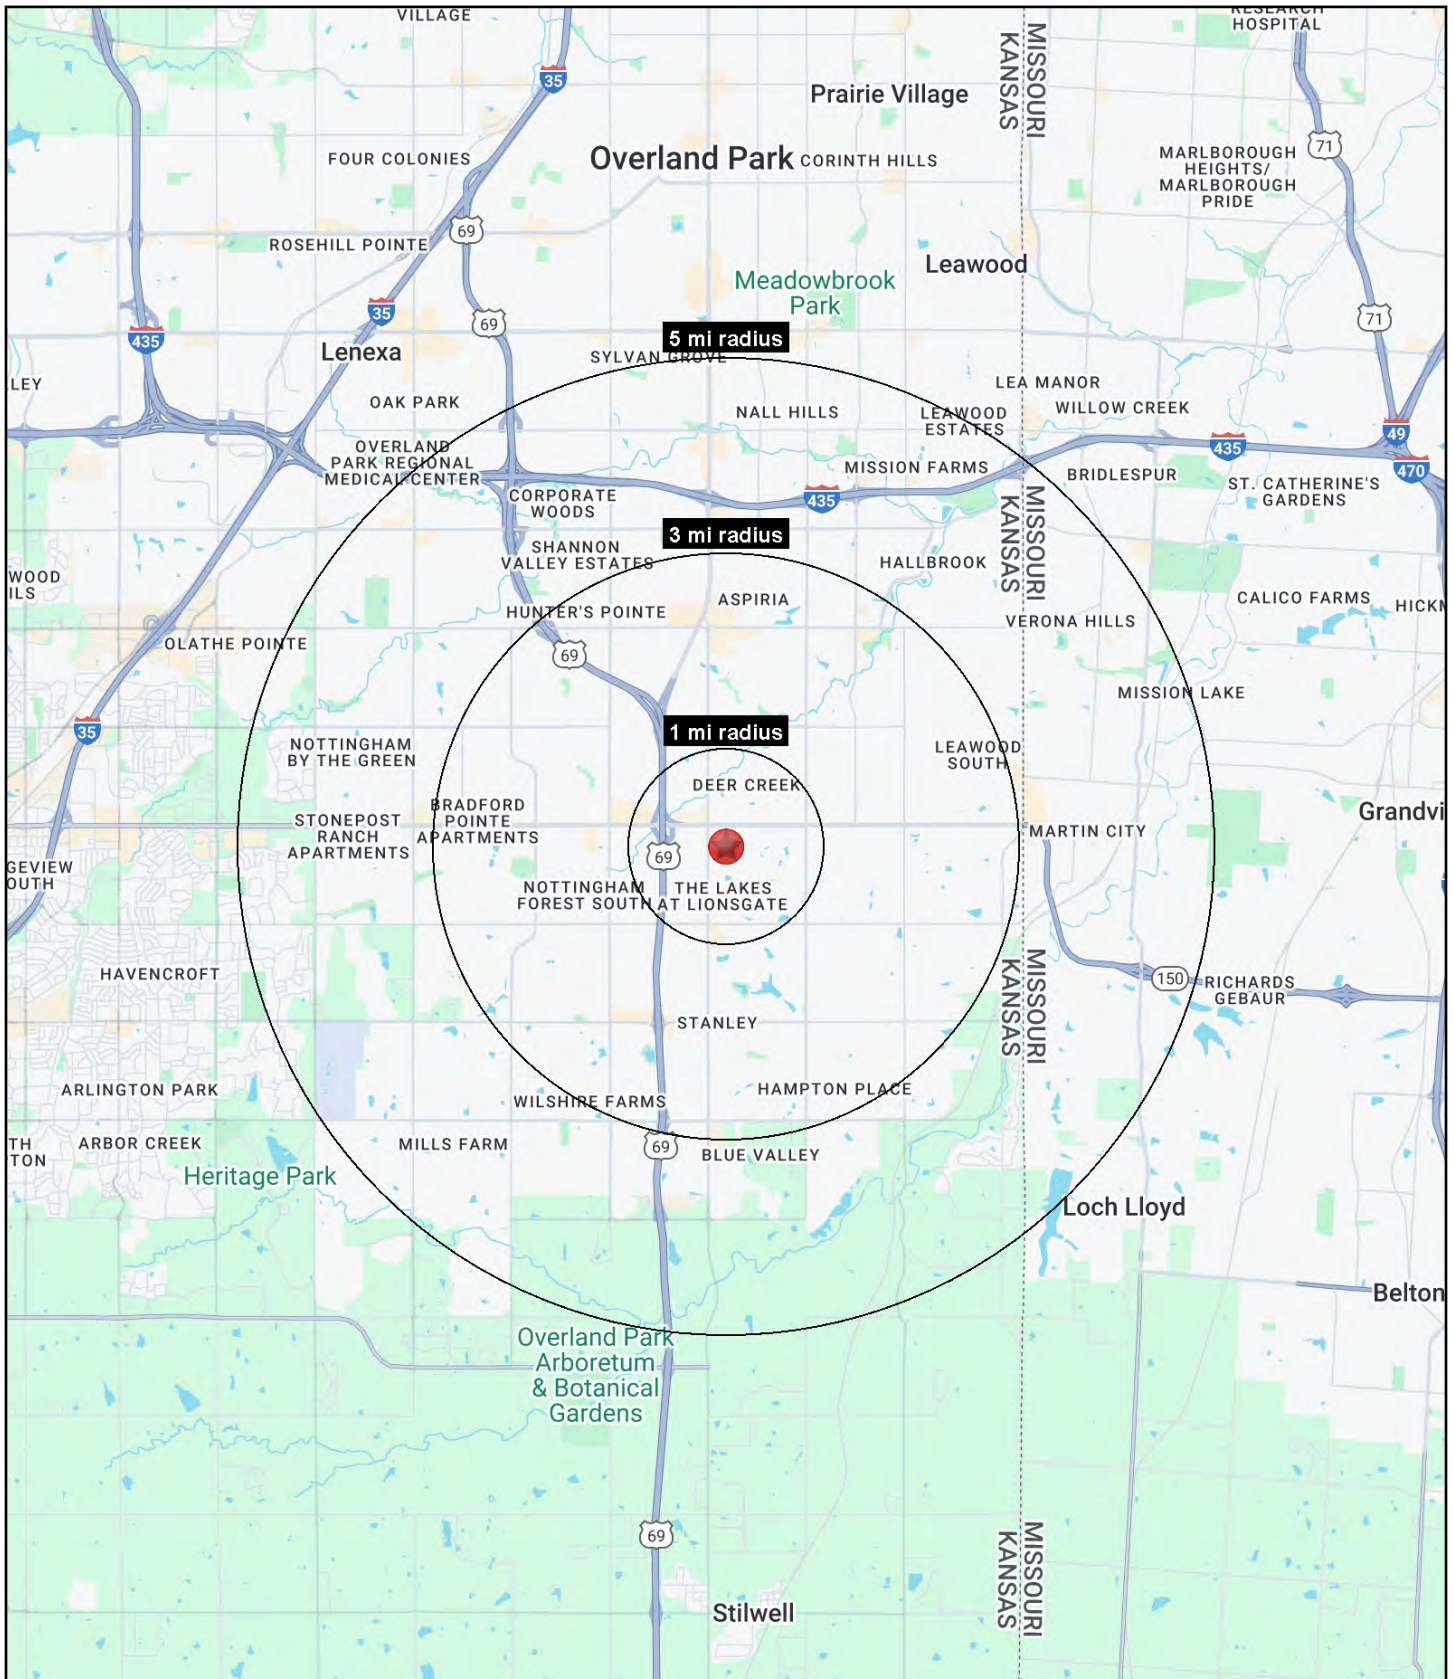 VILLAGE
RESEARCH
HOSPITAL
MISSOURI
KANSAS
35
Prairie Village
71
FOUR COLONIES
Overland Park
CORINTH HILLS
MARLBOROUGH
HEIGHTS/
MARLBOROUGH
PRIDE
69
ROSEHILL POINTE
Leawood
Meadowbrook
Park
35
69
71
435
5 mi radius
Lenexa
SYLVAN GROVE
LEY
LEA MANOR
OAK PARK
NALL HILLS
LEAWOOD
ESTATES
WILLOW CREEK
49
435
OVERLAND
PARK REGIONAL
MEDICAL CENTER
MISSION FARMS
BRIDLESPUR
470
CORPORATE
WOODS
435
ST. CATHERINE'S
GARDENS
MISSOURI
KANSAS
3 mi radius
SHANNON
VALLEY ESTATES
HALLBROOK
WOOD
ILS
ASPIRIA
CALICO FARMS
HICKM
HUNTER'S POINTE
VERONA HILLS
OLATHE POINTE
69
MISSION LAKE
35
1 mi radius
NOTTINGHAM
BY THE GREEN
LEAWOOD
SOUTH
DEER CREEK
BRADFORD
POINTE
APARTMENTS
Grandvi
STONEPOST
RANCH
APARTMENTS
MARTIN CITY
69
GEVIEW
OUTH
NOTTINGHAM
FOREST SOUTH
THE LAKES
AT LIONSGATE
HAVENCROFT
150
RICHARDS
GEBAUR
MISSOURI
KANSAS
STANLEY
ARLINGTON PARK
HAMPTON PLACE
WILSHIRE FARMS
TH
TON
ARBOR CREEK
MILLS FARM
69
BLUE VALLEY
Heritage Park
Loch Lloyd
Belton
Overland Park
Arboretum
& Botanical
Gardens
69
MISSOURI
KANSAS
Stilwell